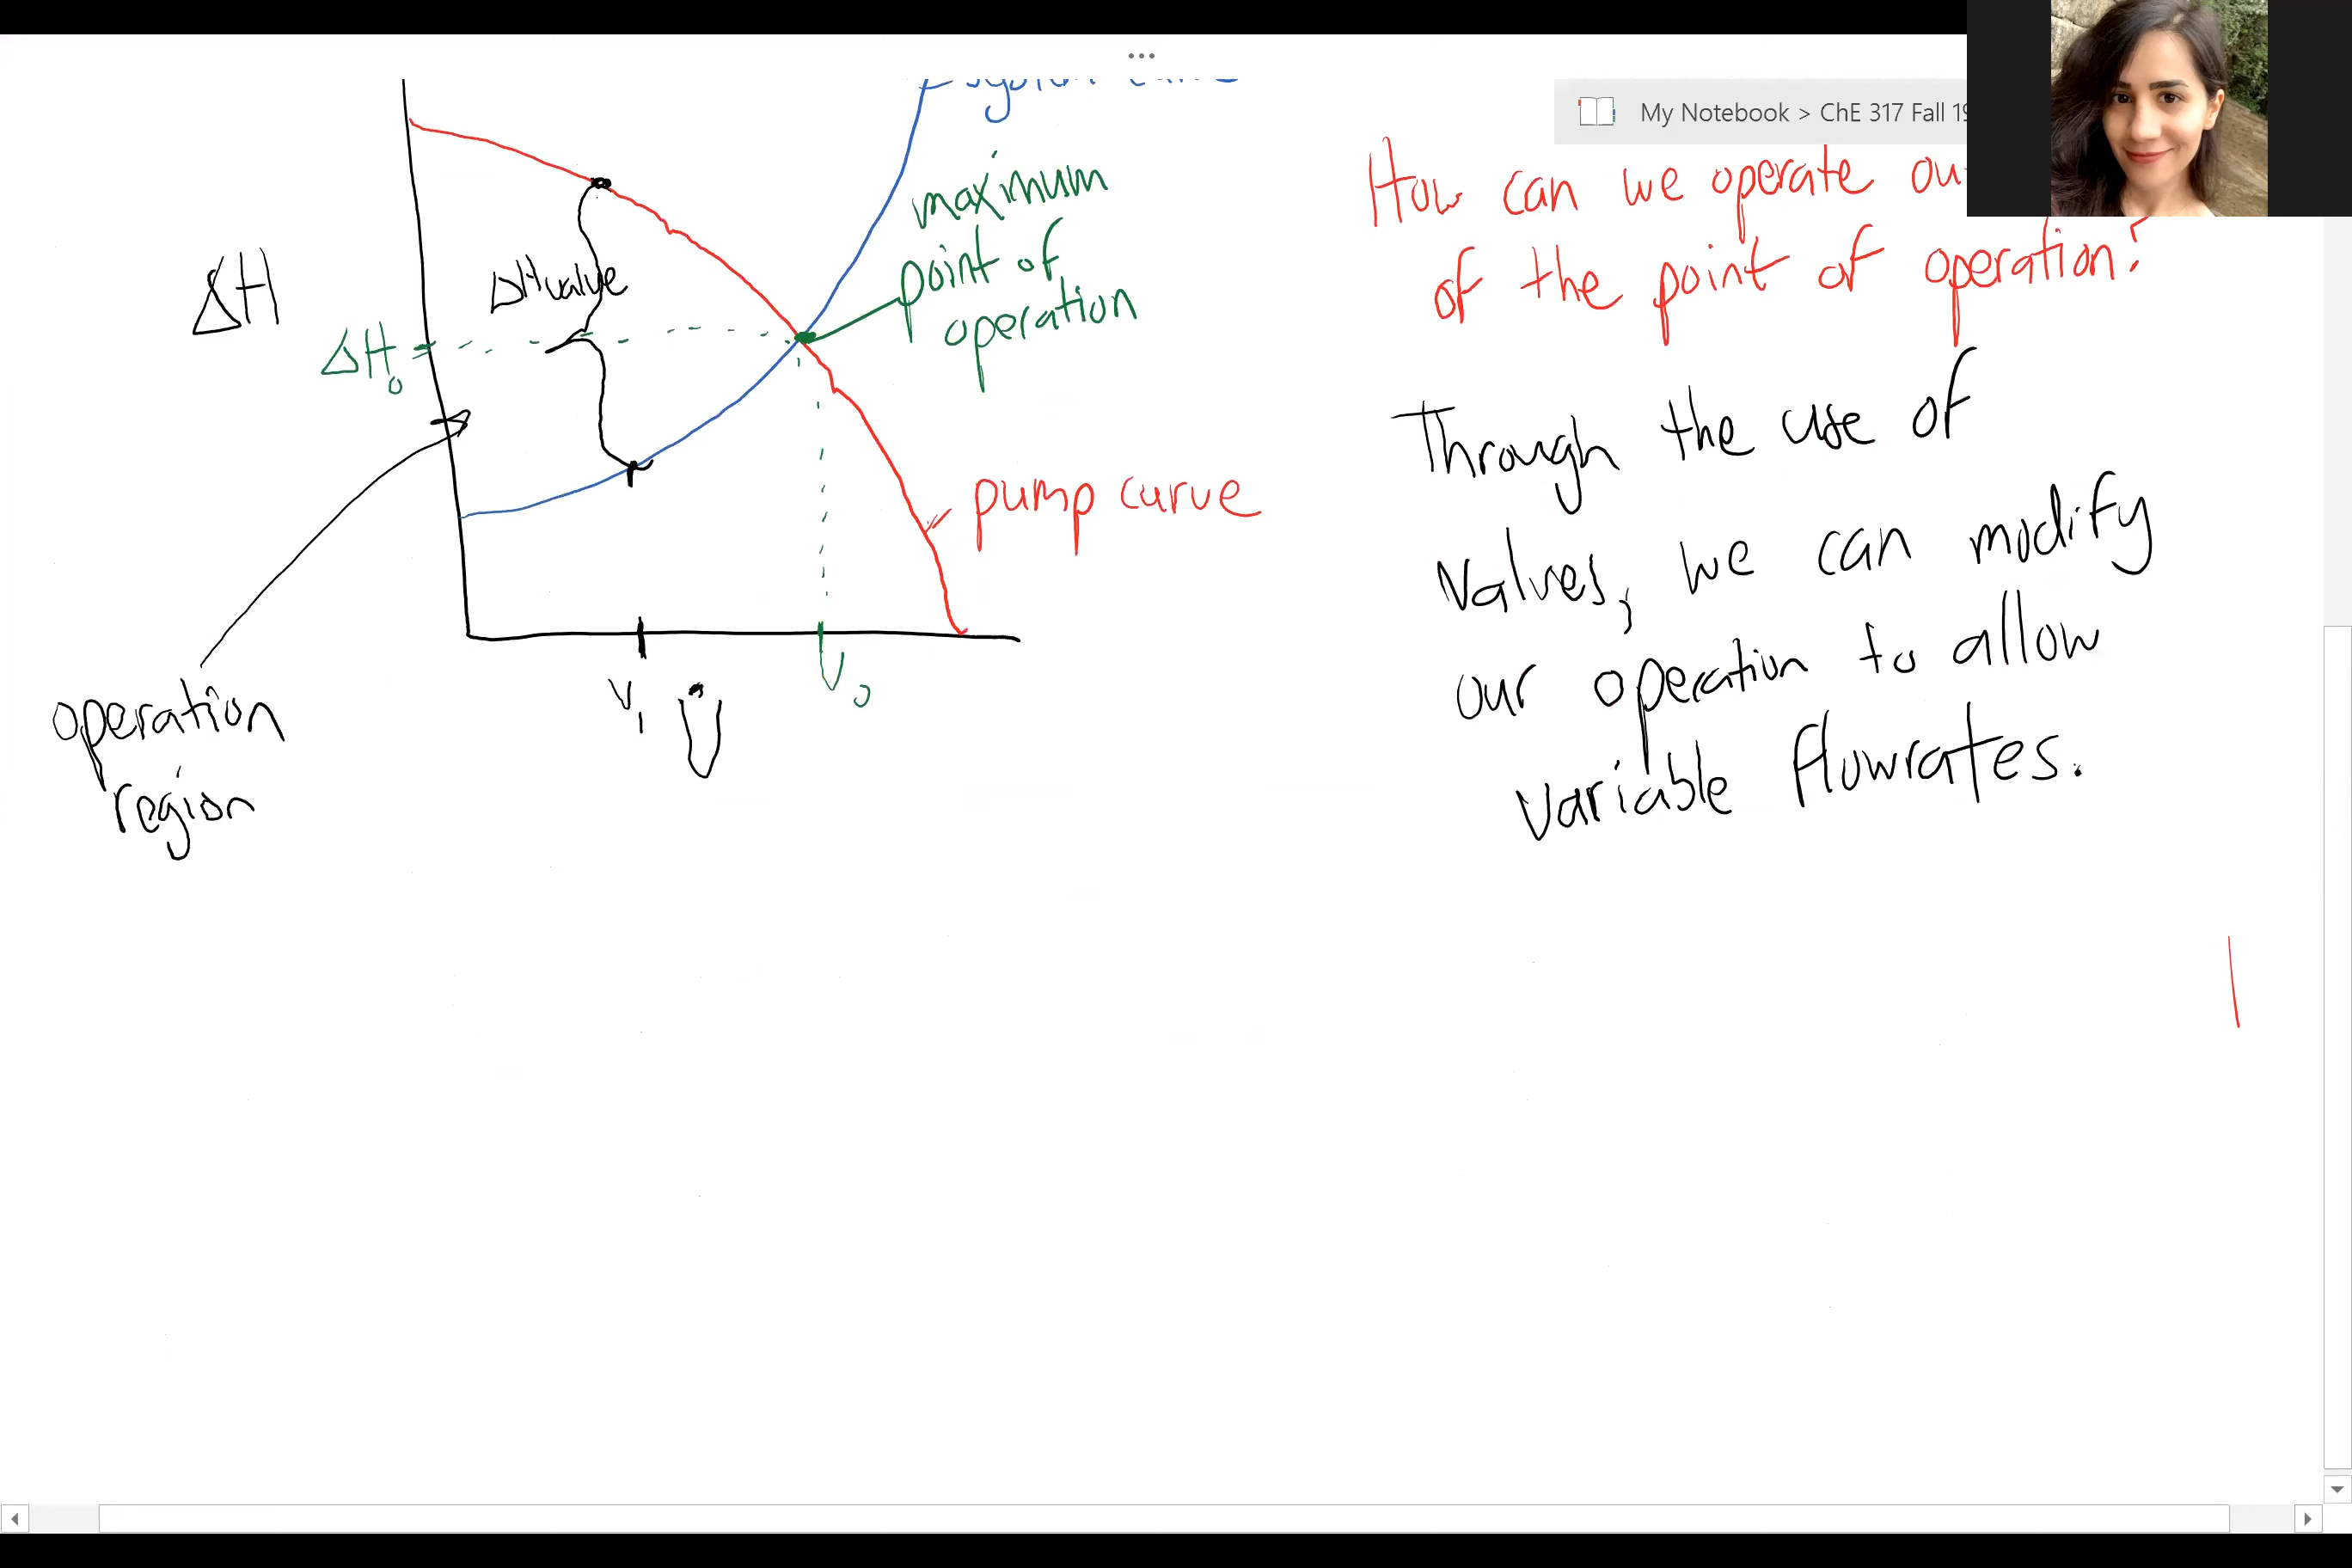 My Notebook > ChE 317 Fall 19
How can we operate
of the point of operation?
Through the use of
valves, we can modify
our operation to allow
variable flowrates.
maximum
point of
operation
ΔH
ΔHvalve
ΔH₀
pump curve
V₁
V̇
V₀
operation
region